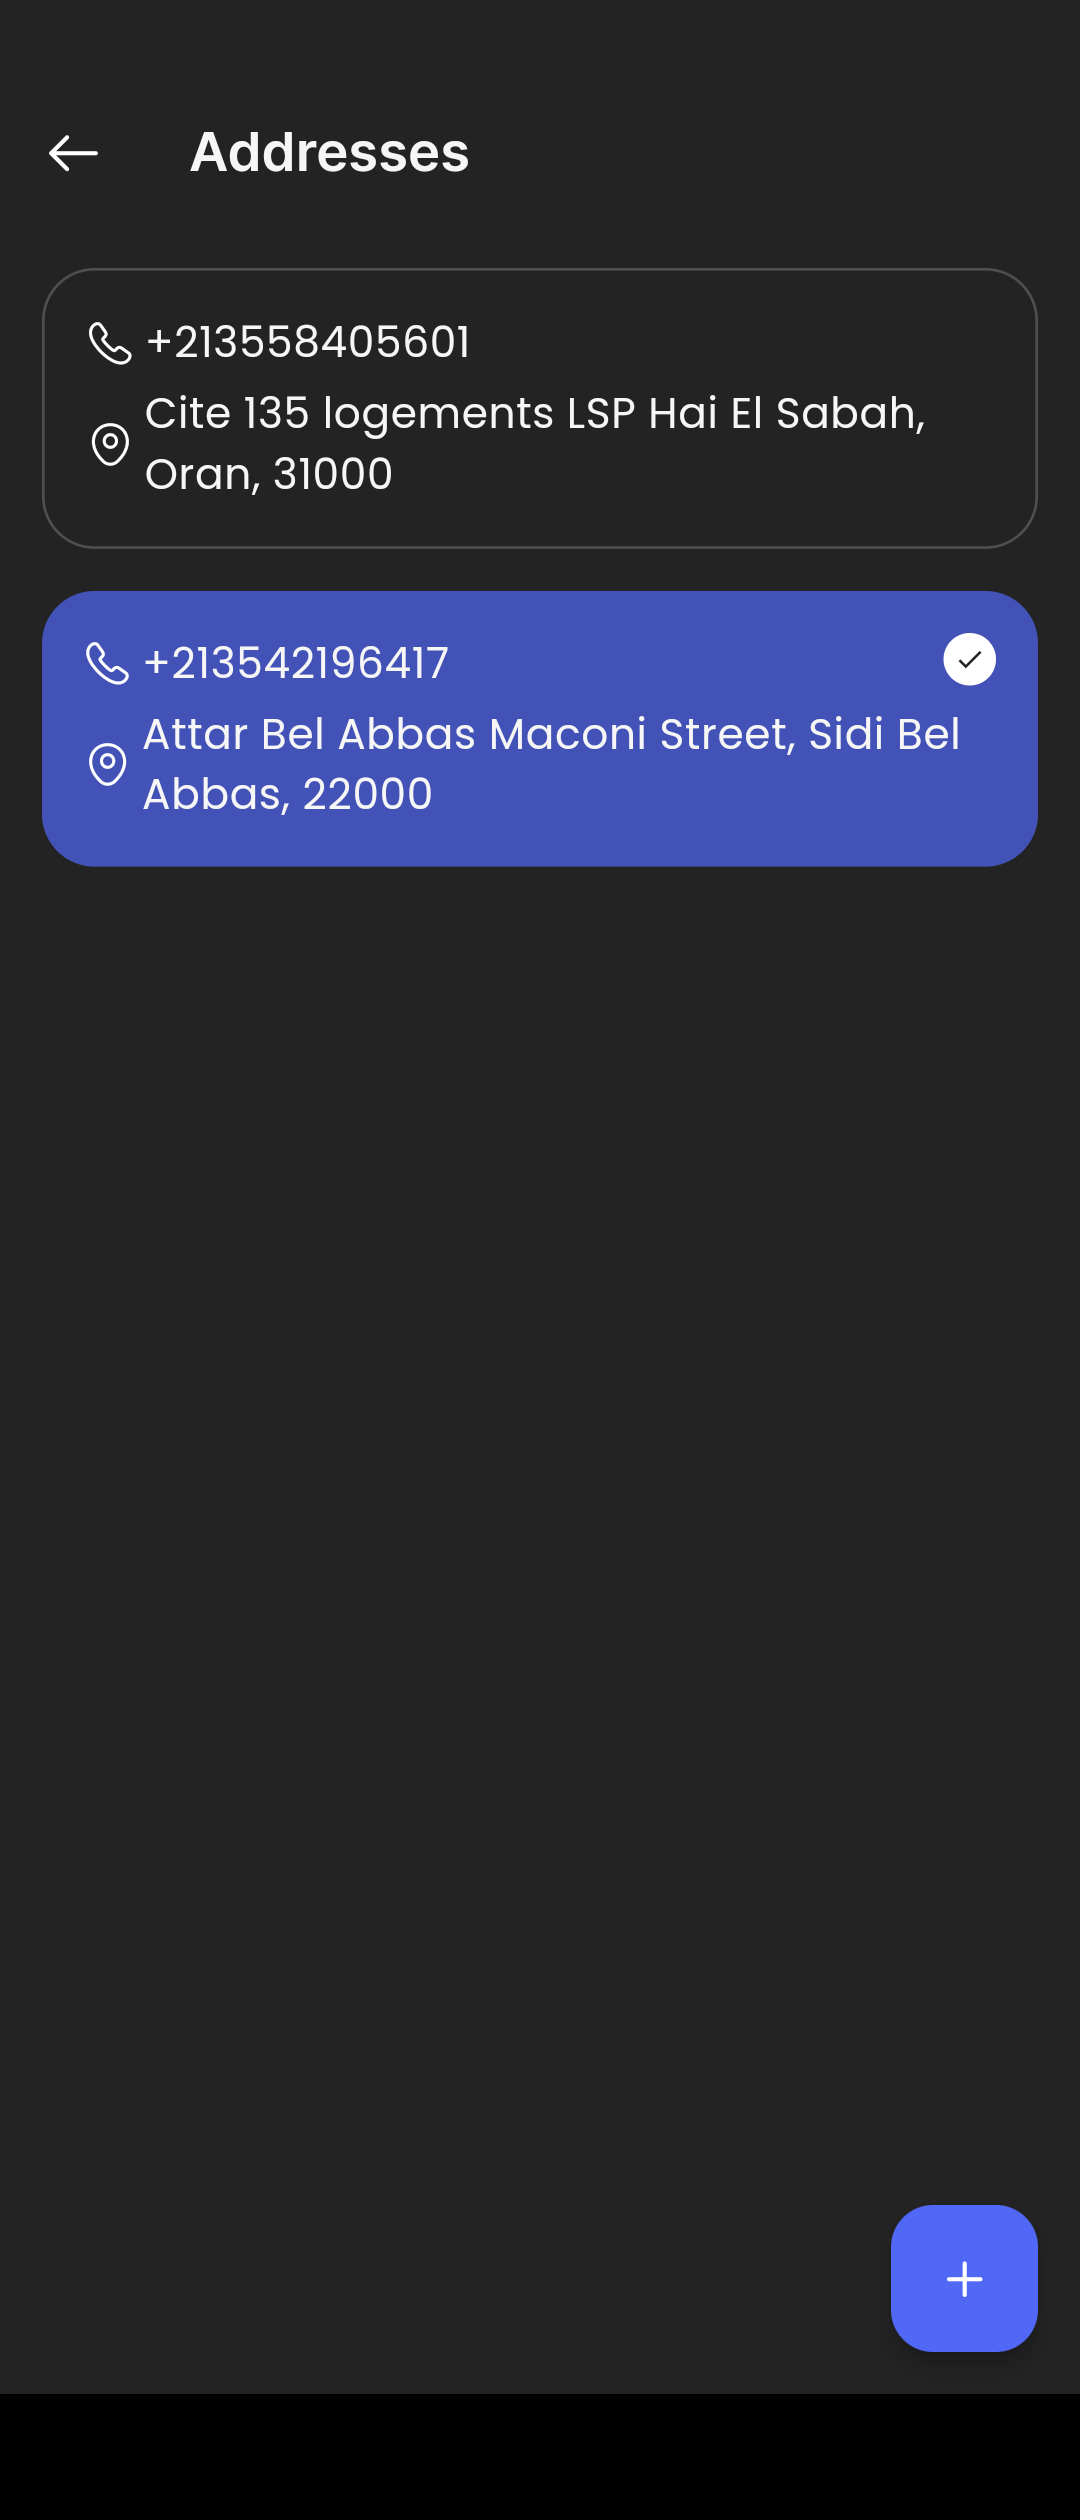 Addresses
+213558405601
Cite 135 logements LSP Hai El Sabah,
Oran, 31000
+213542196417
Attar Bel Abbas Maconi Street, Sidi Bel
Abbas, 22000